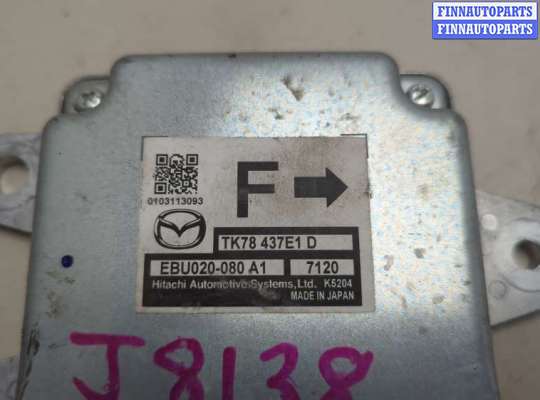 FINNAUTOPARTS
FINNAUTOPARTS
0103113093
F
TK78 437E1 D
EBU020-080 A1 7120
Hitachi Automotive Systems,Ltd. K5204
MADE IN JAPAN
J8138